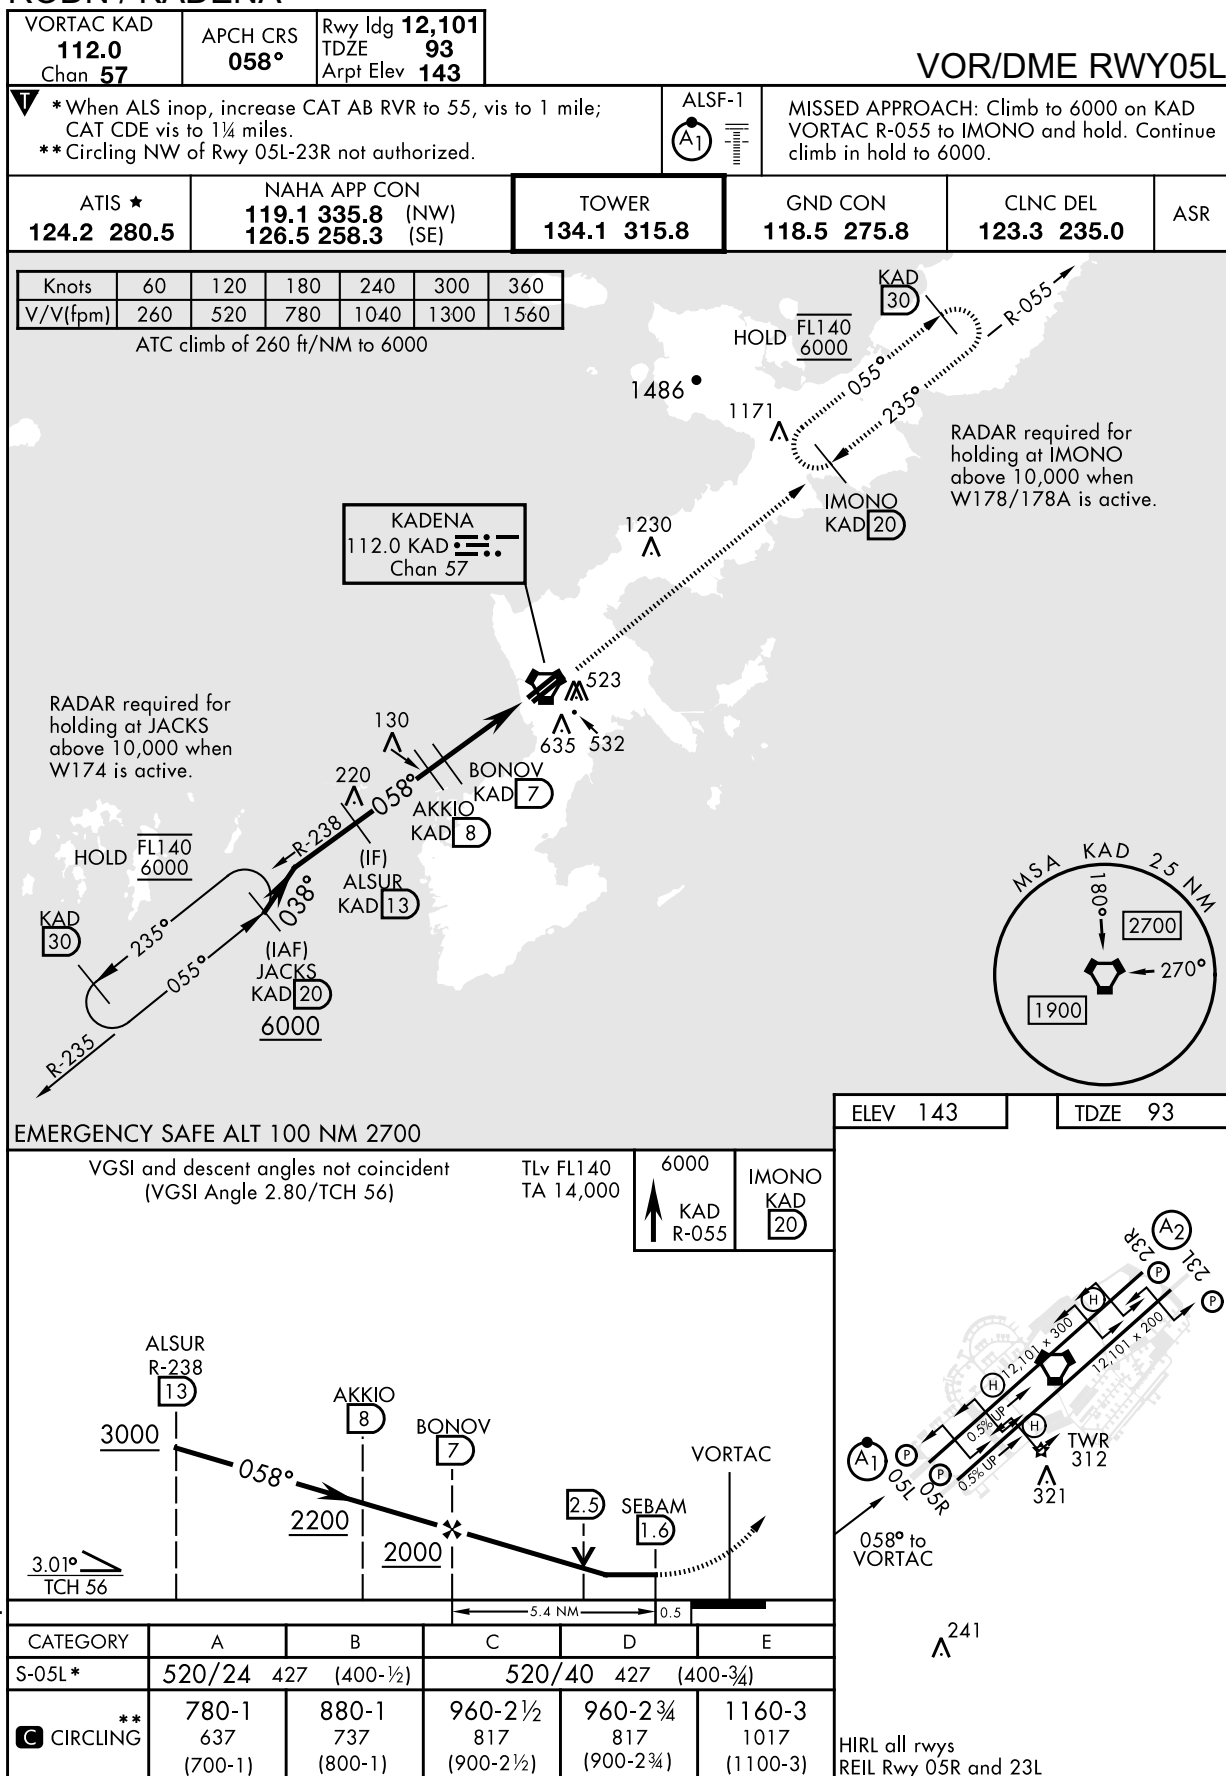 VORTAC KAD
112.0
Chan 57
APCH CRS
058°
Rwy ldg 12,101
TDZE 93
Arpt Elev 143
VOR/DME RWY05L
T
* When ALS inop, increase CAT AB RVR to 55, vis to 1 mile;
CAT CDE vis to 1¼ miles.
** Circling NW of Rwy 05L-23R not authorized.
ALSF-1
A1
MISSED APPROACH: Climb to 6000 on KAD
VORTAC R-055 to IMONO and hold. Continue
climb in hold to 6000.
ATIS ★
124.2 280.5
NAHA APP CON
119.1 335.8 (NW)
126.5 258.3 (SE)
TOWER
134.1 315.8
GND CON
118.5 275.8
CLNC DEL
123.3 235.0
ASR
Knots 60 120 180 240 300 360
V/V(fpm) 260 520 780 1040 1300 1560
ATC climb of 260 ft/NM to 6000
KAD
30
R-055
HOLD FL140
6000
055°
235°
1486
1171
RADAR required for
holding at IMONO
above 10,000 when
W178/178A is active.
IMONO
KAD 20
1230
KADENA
112.0 KAD
Chan 57
523
635
532
RADAR required for
holding at JACKS
above 10,000 when
W174 is active.
130
220
058°
BONOV
KAD 7
AKKIO
KAD 8
R-238
(IF)
ALSUR
KAD 13
HOLD FL140
6000
038°
KAD
30
235°
055°
(IAF)
JACKS
KAD 20
6000
R-235
MSA KAD 25 NM
180°
2700
270°
1900
EMERGENCY SAFE ALT 100 NM 2700
ELEV 143
TDZE 93
VGSI and descent angles not coincident
(VGSI Angle 2.80/TCH 56)
TLv FL140
TA 14,000
6000
KAD
R-055
IMONO
KAD
20
ALSUR
R-238
13
AKKIO
8
BONOV
7
3000
058°
2200
2000
2.5
SEBAM
1.6
VORTAC
3.01°
TCH 56
5.4 NM
0.5
A2
23R
23L
P
P
H
12,101 x 300
12,101 x 200
H
0.5% UP
H
A1
P
05L
P
05R
0.5% UP
TWR
312
321
058° to
VORTAC
241
HIRL all rwys
REIL Rwy 05R and 23L
CATEGORY A B C D E
S-05L* 520/24 427 (400-½) 520/40 427 (400-¾)
C CIRCLING **
780-1 880-1 960-2½ 960-2¾ 1160-3
637 737 817 817 1017
(700-1) (800-1) (900-2½) (900-2¾) (1100-3)